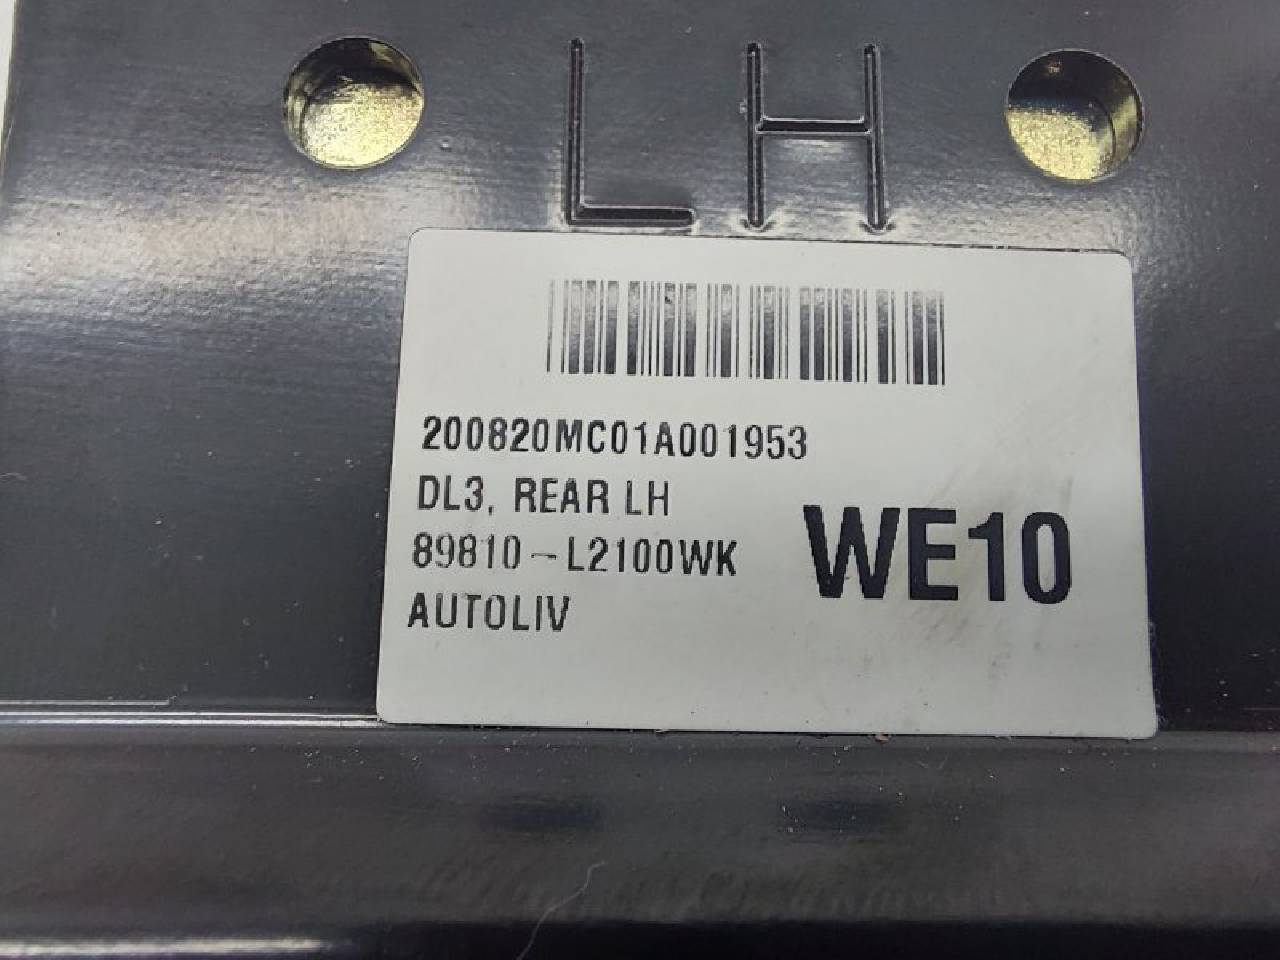 LH
200820MC01A001953
DL3, REAR LH
89810-L2100WK
WE10
AUTOLIV